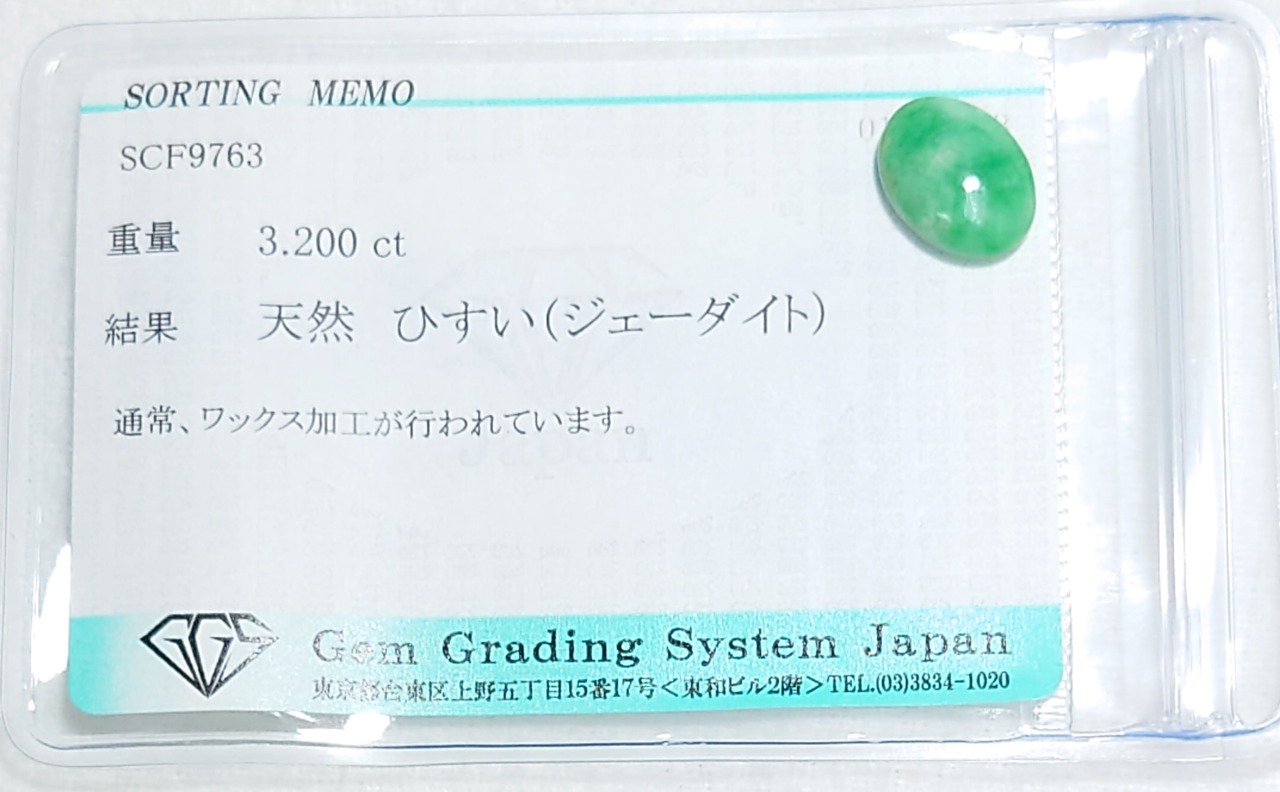 SORTING MEMO
SCF9763
重量 3.200 ct
結果 天然 ひすい(ジェーダイト)
通常、ワックス加工が行われています。
GGS Gem Grading System Japan
東京都台東区上野五丁目15番17号<東和ビル2階>TEL.(03)3834-1020